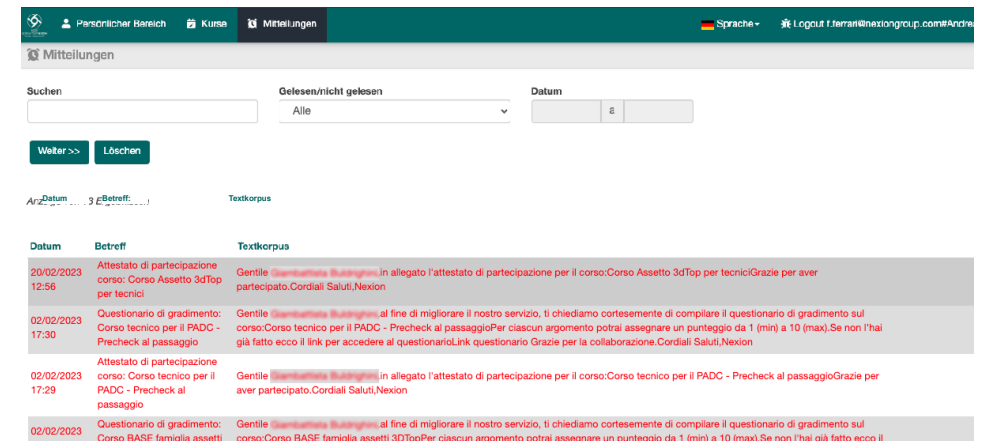 Persönlicher Bereich Kurse Mitteilungen Sprache Logout f.ferrari@nexiongroup.com#Andrea
Mitteilungen
Suchen Gelesen/nicht gelesen Datum
Alle a
Weiter >> Löschen
Datum Betreff: Textkorpus
Datum Betreff Textkorpus
Attestato di partecipazione
20/02/2023 corso: Corso Assetto 3dTop Gentile in allegato l'attestato di partecipazione per il corso:Corso Assetto 3dTop per tecniciGrazie per aver
12:56 per tecnici partecipato.Cordiali Saluti,Nexion
Questionario di gradimento: Gentile al fine di migliorare il nostro servizio, ti chiediamo cortesemente di compilare il questionario di gradimento sul
02/02/2023 Corso tecnico per il PADC - corso:Corso tecnico per il PADC - Precheck al passaggioPer ciascun argomento potrai assegnare un punteggio da 1 (min) a 10 (max).Se non l'hai
17:30 Precheck al passaggio già fatto ecco il link per accedere al questionarioLink questionario Grazie per la collaborazione.Cordiali Saluti,Nexion
Attestato di partecipazione
02/02/2023 corso: Corso tecnico per il Gentile in allegato l'attestato di partecipazione per il corso:Corso tecnico per il PADC - Precheck al passaggioGrazie per
17:29 PADC - Precheck al aver partecipato.Cordiali Saluti,Nexion
passaggio
02/02/2023 Questionario di gradimento: Gentile al fine di migliorare il nostro servizio, ti chiediamo cortesemente di compilare il questionario di gradimento sul
Corso BASE famiglia assetti corso:Corso BASE famiglia assetti 3DTopPer ciascun argomento potrai assegnare un punteggio da 1 (min) a 10 (max).Se non l'hai già fatto ecco il